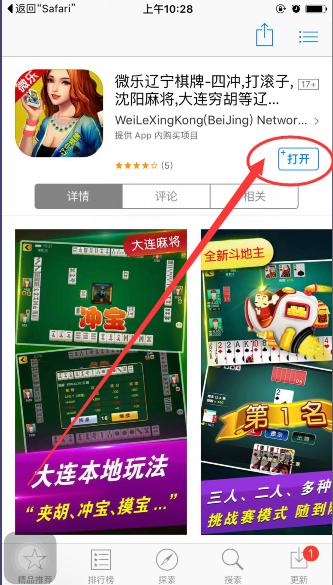 返回“Safari”
上午10:28
微乐
辽宁棋牌
微乐辽宁棋牌-四冲,打滚子,
沈阳麻将,大连穷胡等辽...
17+
WeiLeXingKong(BeiJing) Networ...
提供 App 内购买项目
(5)
+打开
详情
评论
相关
大连麻将
冲宝
大连本地玩法
“夹胡、冲宝、摸宝 ...”
全新斗地主
第1名
三人、二人、多种
挑战赛模式 随到随
精品推荐
排行榜
探索
搜索
更新
1